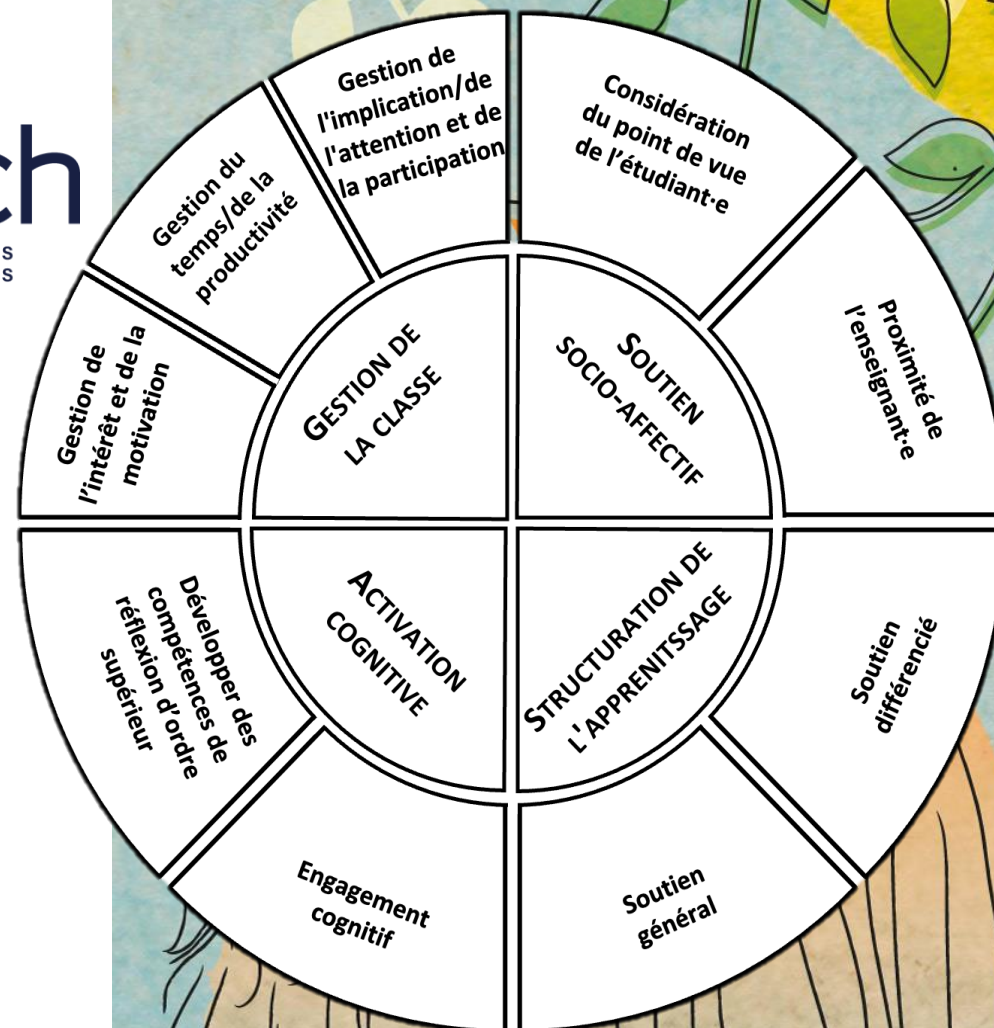 ch
S
S
Gestion de
l'implication/de
l'attention et de
la participation
Considération
du point de vue
de l'étudiant·e
Gestion du
temps/de la
productivité
Proximité de
l'enseignant·e
Gestion de
l'intérêt et de la
motivation
GESTION DE
LA CLASSE
SOUTIEN
SOCIO-AFFECTIF
ACTIVATION
COGNITIVE
STRUCTURATION DE
L'APPRENITSSAGE
Développer des
compétences de
réflexion d'ordre
supérieur
Soutien
différencié
Engagement
cognitif
Soutien
général